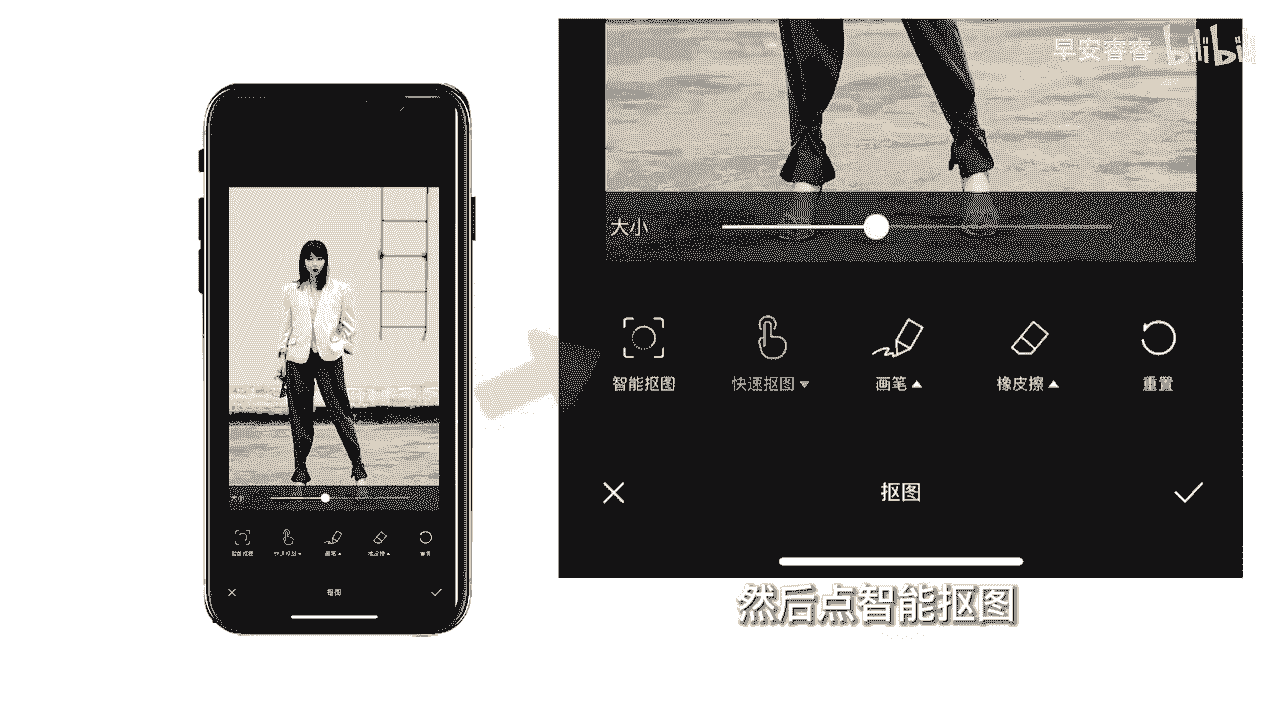 早安睿睿 bilibili
大小
智能抠图 快速抠图 画笔 橡皮擦 重置
抠图
然后点智能抠图
大小
智能抠图 快速抠图 画笔 橡皮擦 重置
抠图